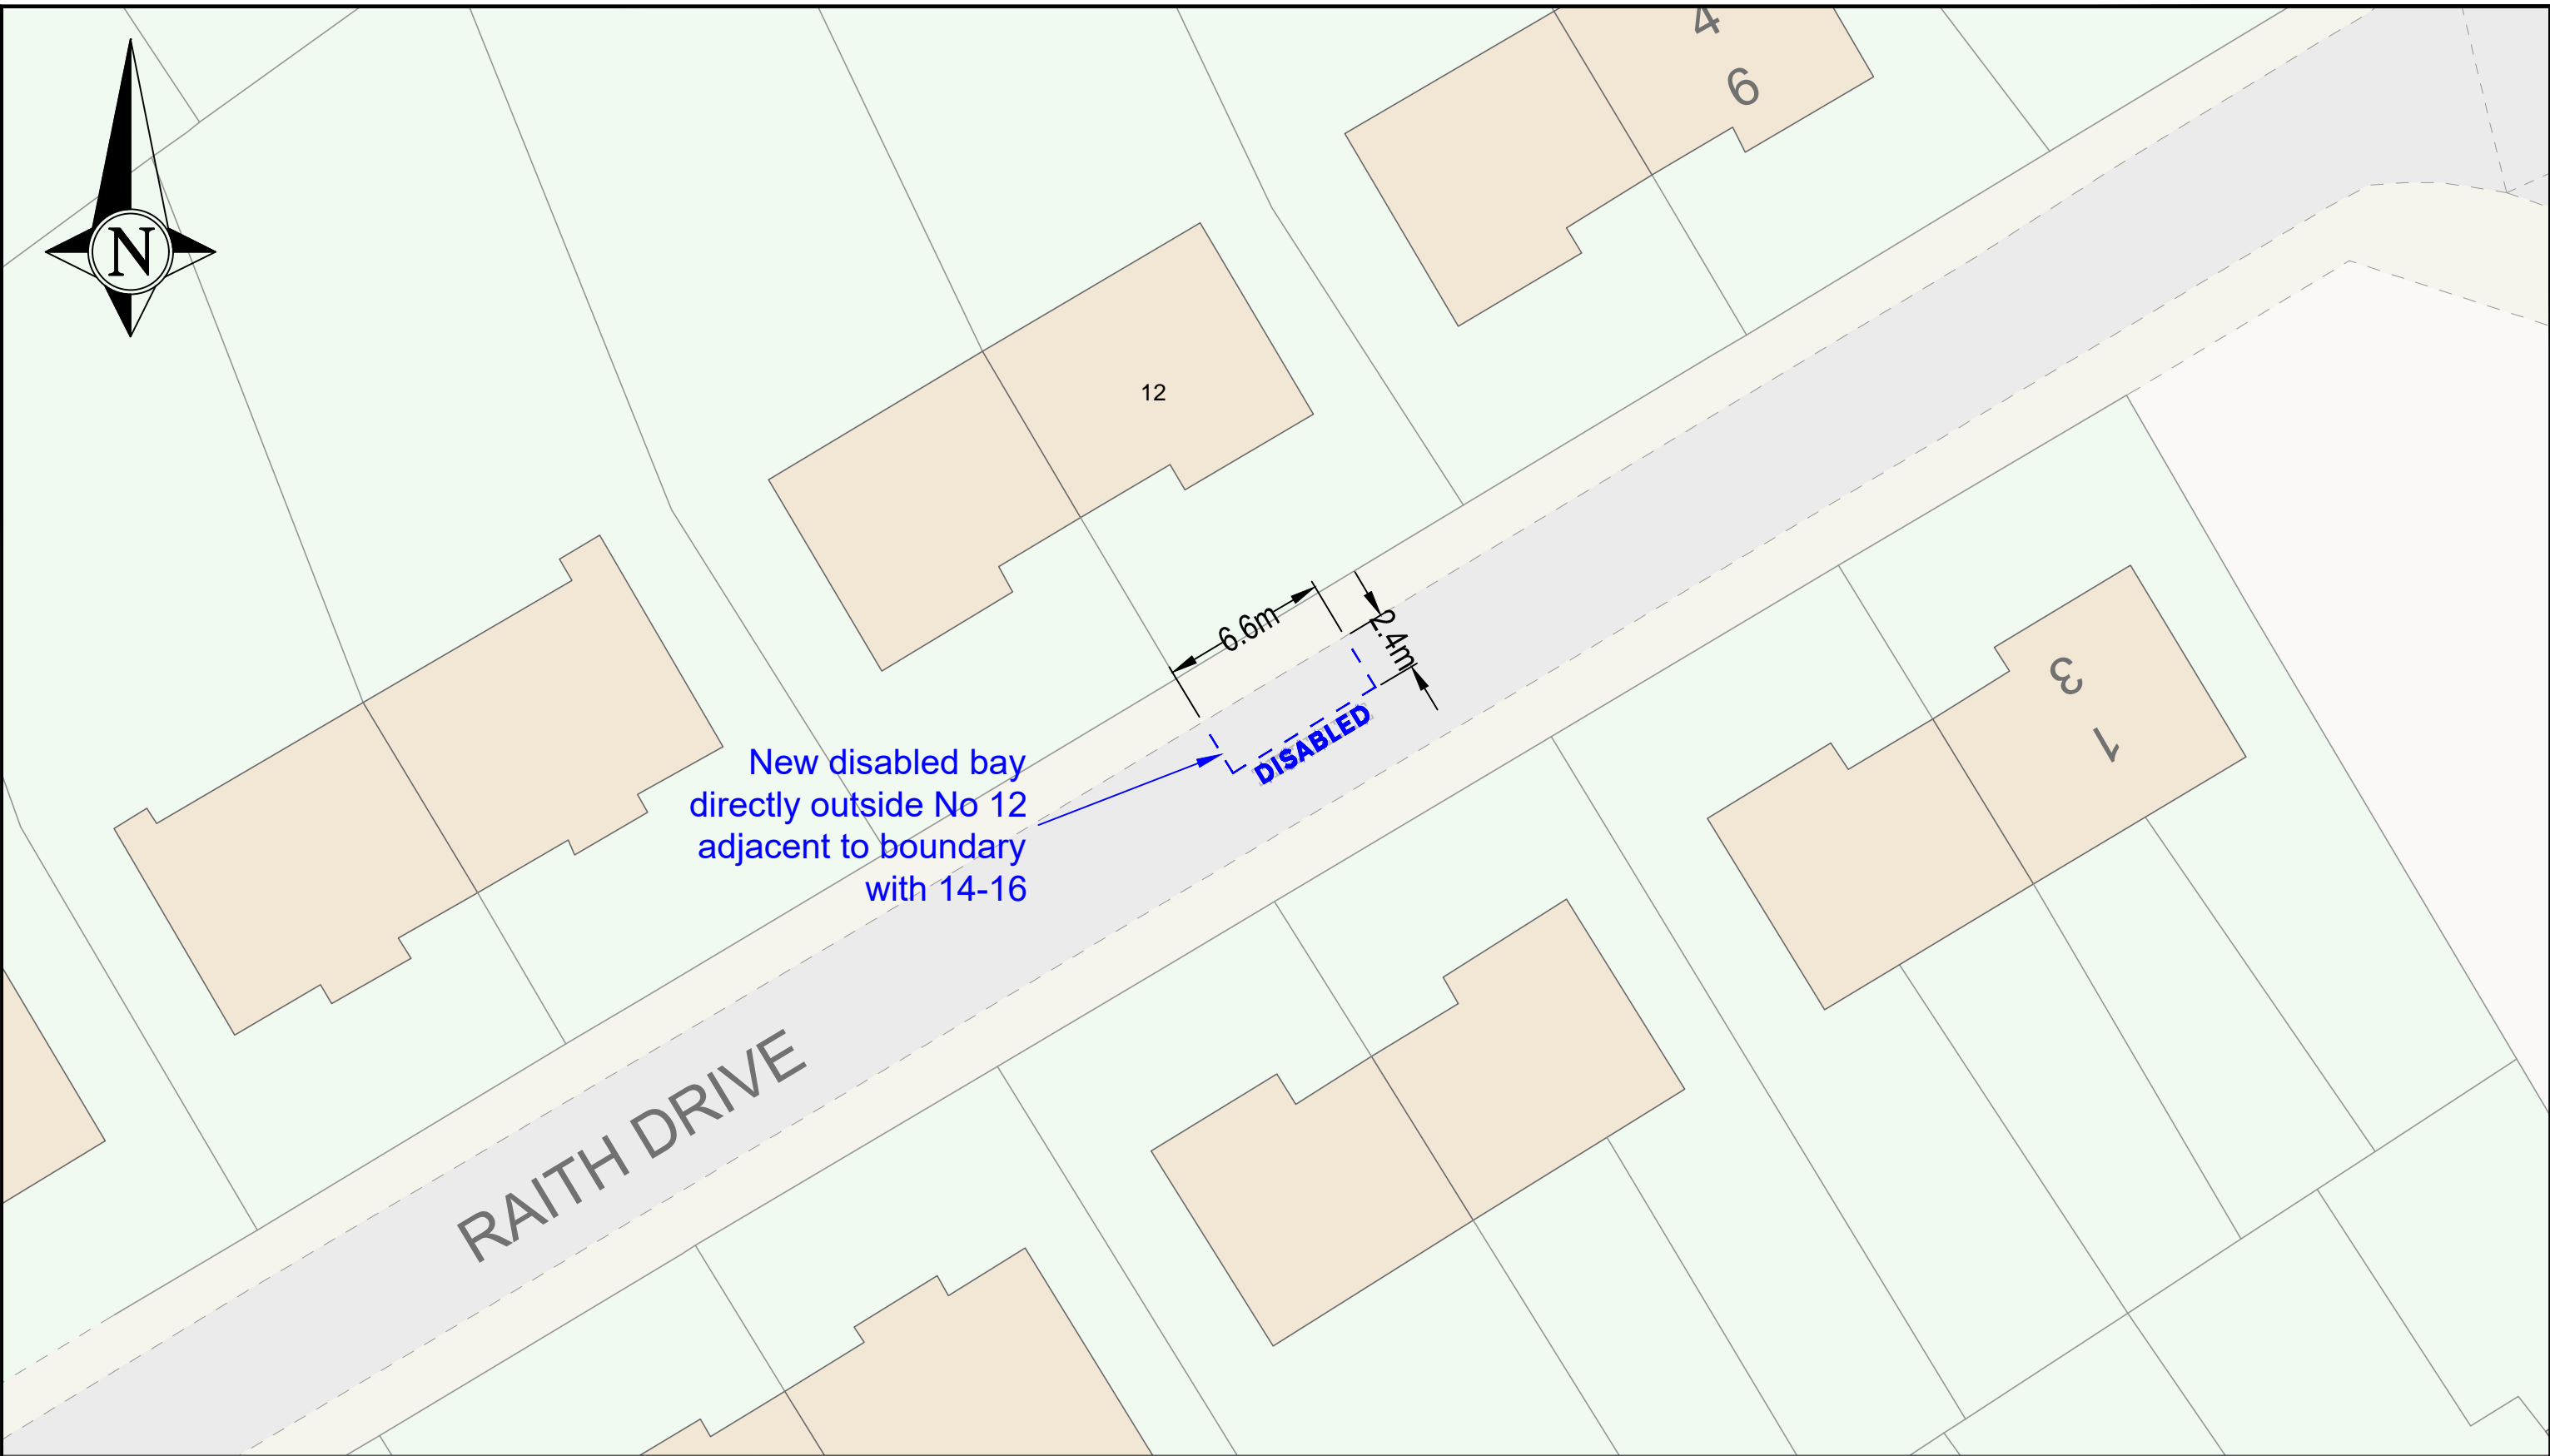 4
6
N
12
6.6m
2.4m
DISABLED
New disabled bay
directly outside No 12
adjacent to boundary
with 14-16
3
1
RAITH DRIVE